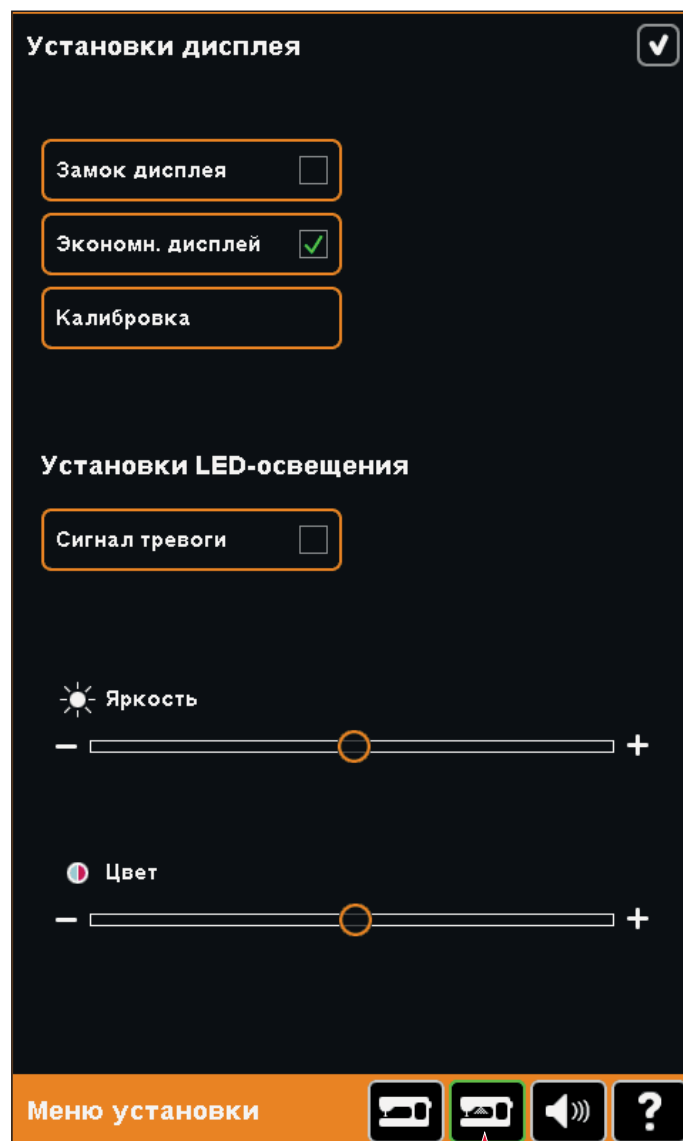 Установки дисплея
Замок дисплея
Экономн. дисплей
Калибровка
Установки LED-освещения
Сигнал тревоги
Яркость
− +
Цвет
− +
Меню установки ?